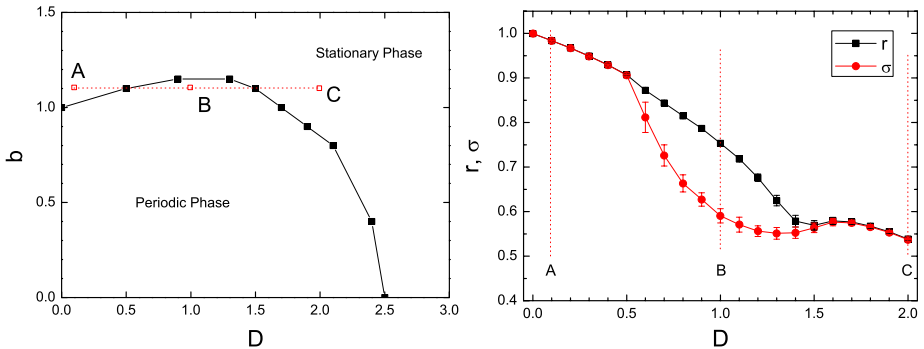 1.5
1.0
0.5
0.0
b
Stationary Phase
A
B
C
Periodic Phase
0.0 0.5 1.0 1.5 2.0 2.5 3.0
D
1.0
0.9
0.8
0.7
0.6
0.5
0.4
r, σ
r
σ
A
B
C
0.0 0.5 1.0 1.5 2.0
D